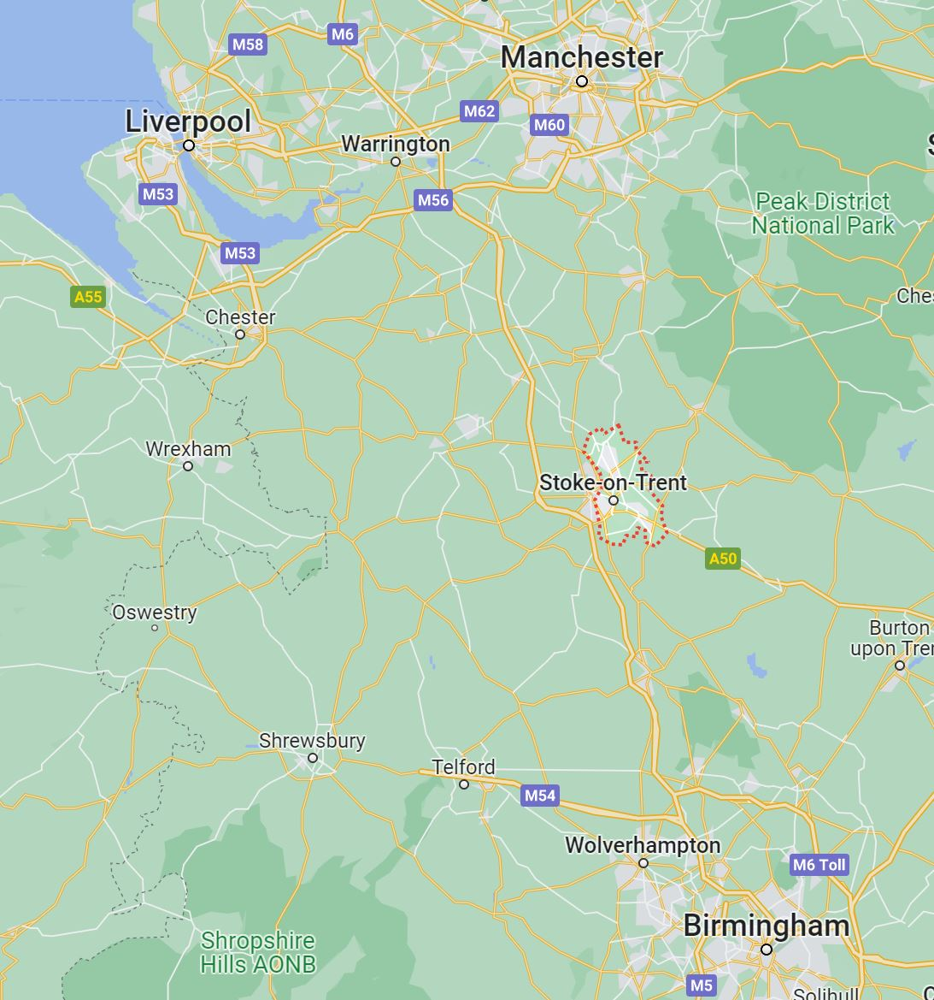 M58
M6
Manchester
M62
Liverpool
M60
Warrington
M53
M56
Peak District
National Park
M53
A55
Ches
Chester
Wrexham
Stoke-on-Trent
A50
Oswestry
Burton
upon Tren
Shrewsbury
Telford
M54
Wolverhampton
M6 Toll
Birmingham
Shropshire
Hills AONB
M5
Solihull